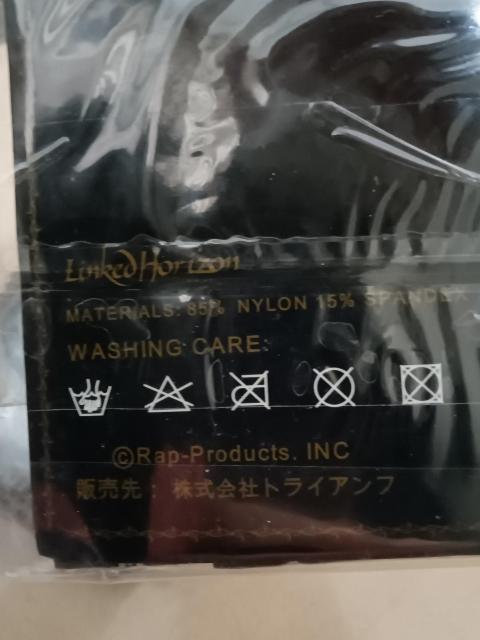 Linked Horizon
MATERIALS: 85% NYLON 15% SPANDEX
WASHING CARE:
©Rap-Products. INC
販売先： 株式会社トライアンフ